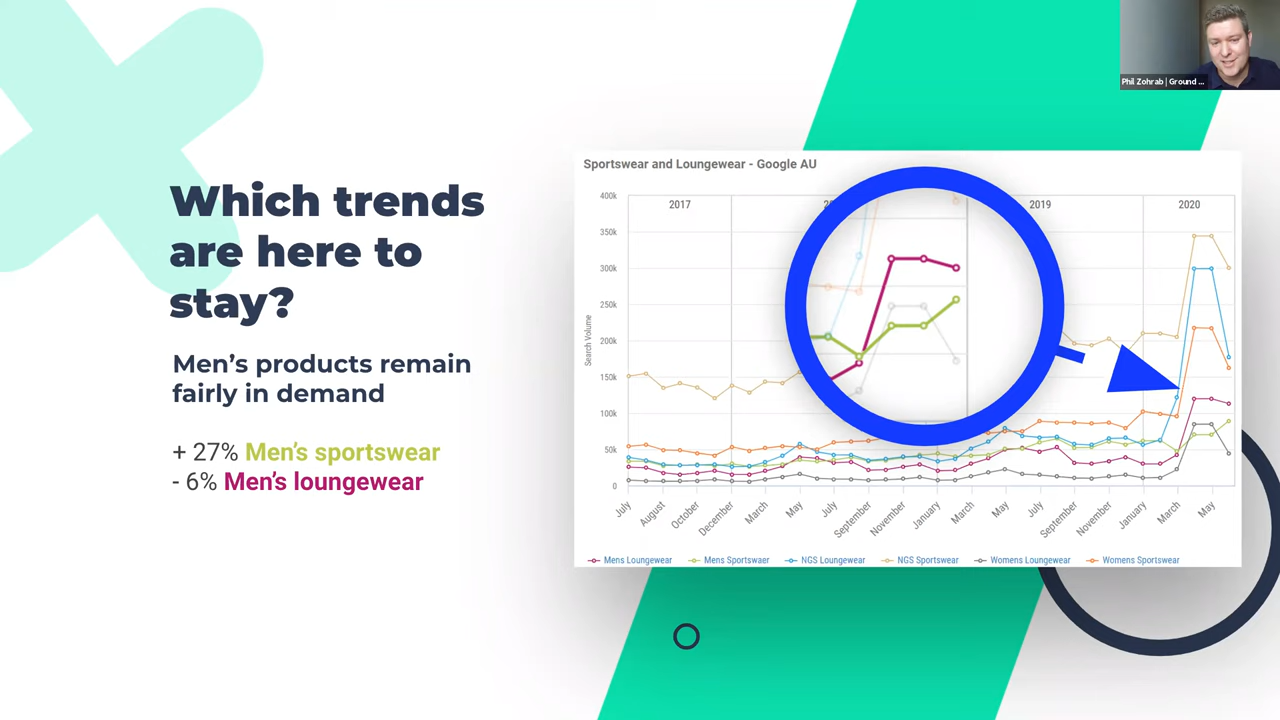 Phil Zohrab | Ground ...
Which trends
are here to
stay?
Men's products remain
fairly in demand
+ 27% Men's sportswear
- 6% Men's loungewear
Sportswear and Loungewear - Google AU
2017
2019
2020
400k
350k
300k
250k
200k
150k
100k
50k
0
Search Volume
July
August
October
December
March
May
July
September
November
January
March
May
July
September
November
January
March
May
Mens Loungewear
Mens Sportswaer
NGS Loungewear
NGS Sportswear
Womens Loungewear
Womens Sportswear